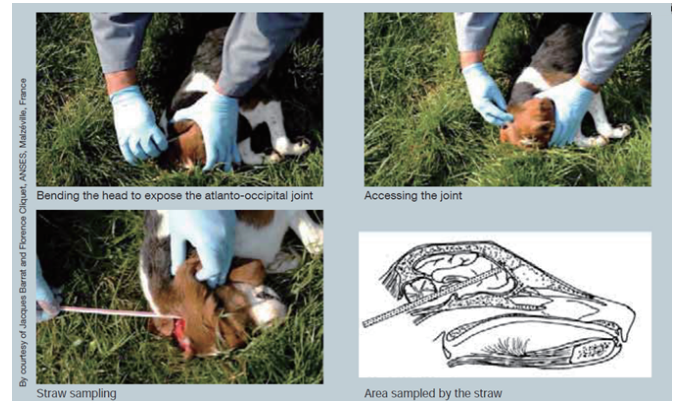 By courtesy of Jacques Barrat and Florence Cliquet, ANSES, Malzéville, France
Bending the head to expose the atlanto-occipital joint
Accessing the joint
Straw sampling
Area sampled by the straw